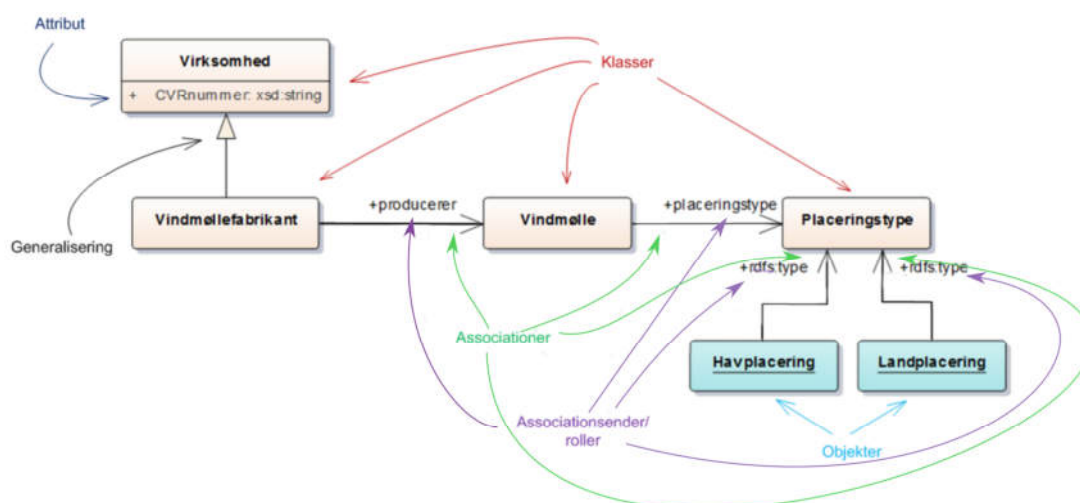 Attribut
Virksomhed
Klasser
+ CVRnummer: xsd:string
+producerer
+placeringstype
Vindmøllefabrikant
Vindmølle
Placeringstype
Generalisering
+rdfs:type
+rdfs:type
Associationer
Havplacering
Landplacering
Associationsender/
roller
Objekter